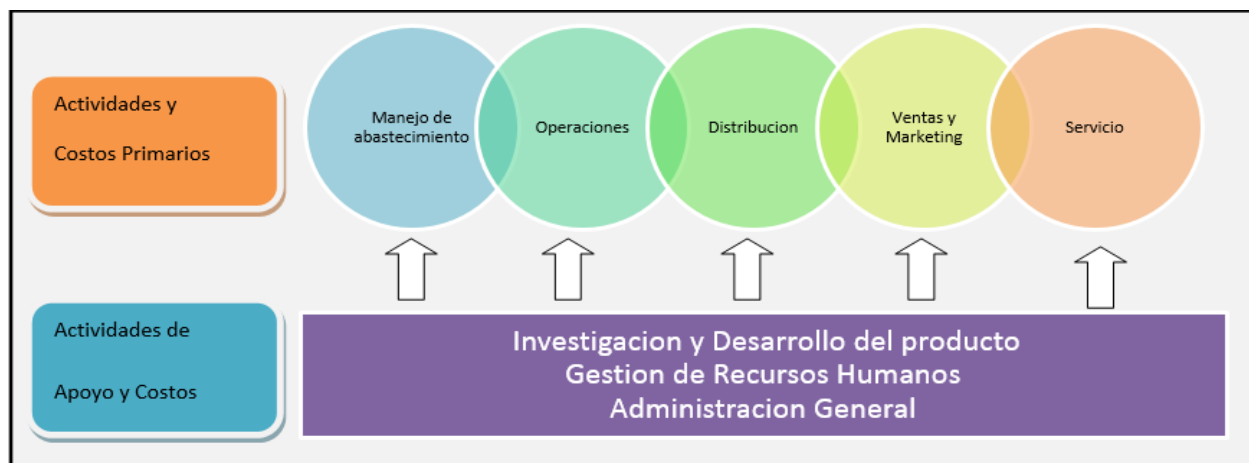 Actividades y
Costos Primarios
Manejo de
abastecimiento
Operaciones
Distribucion
Ventas y
Marketing
Servicio
Actividades de
Apoyo y Costos
Investigacion y Desarrollo del producto
Gestion de Recursos Humanos
Administracion General